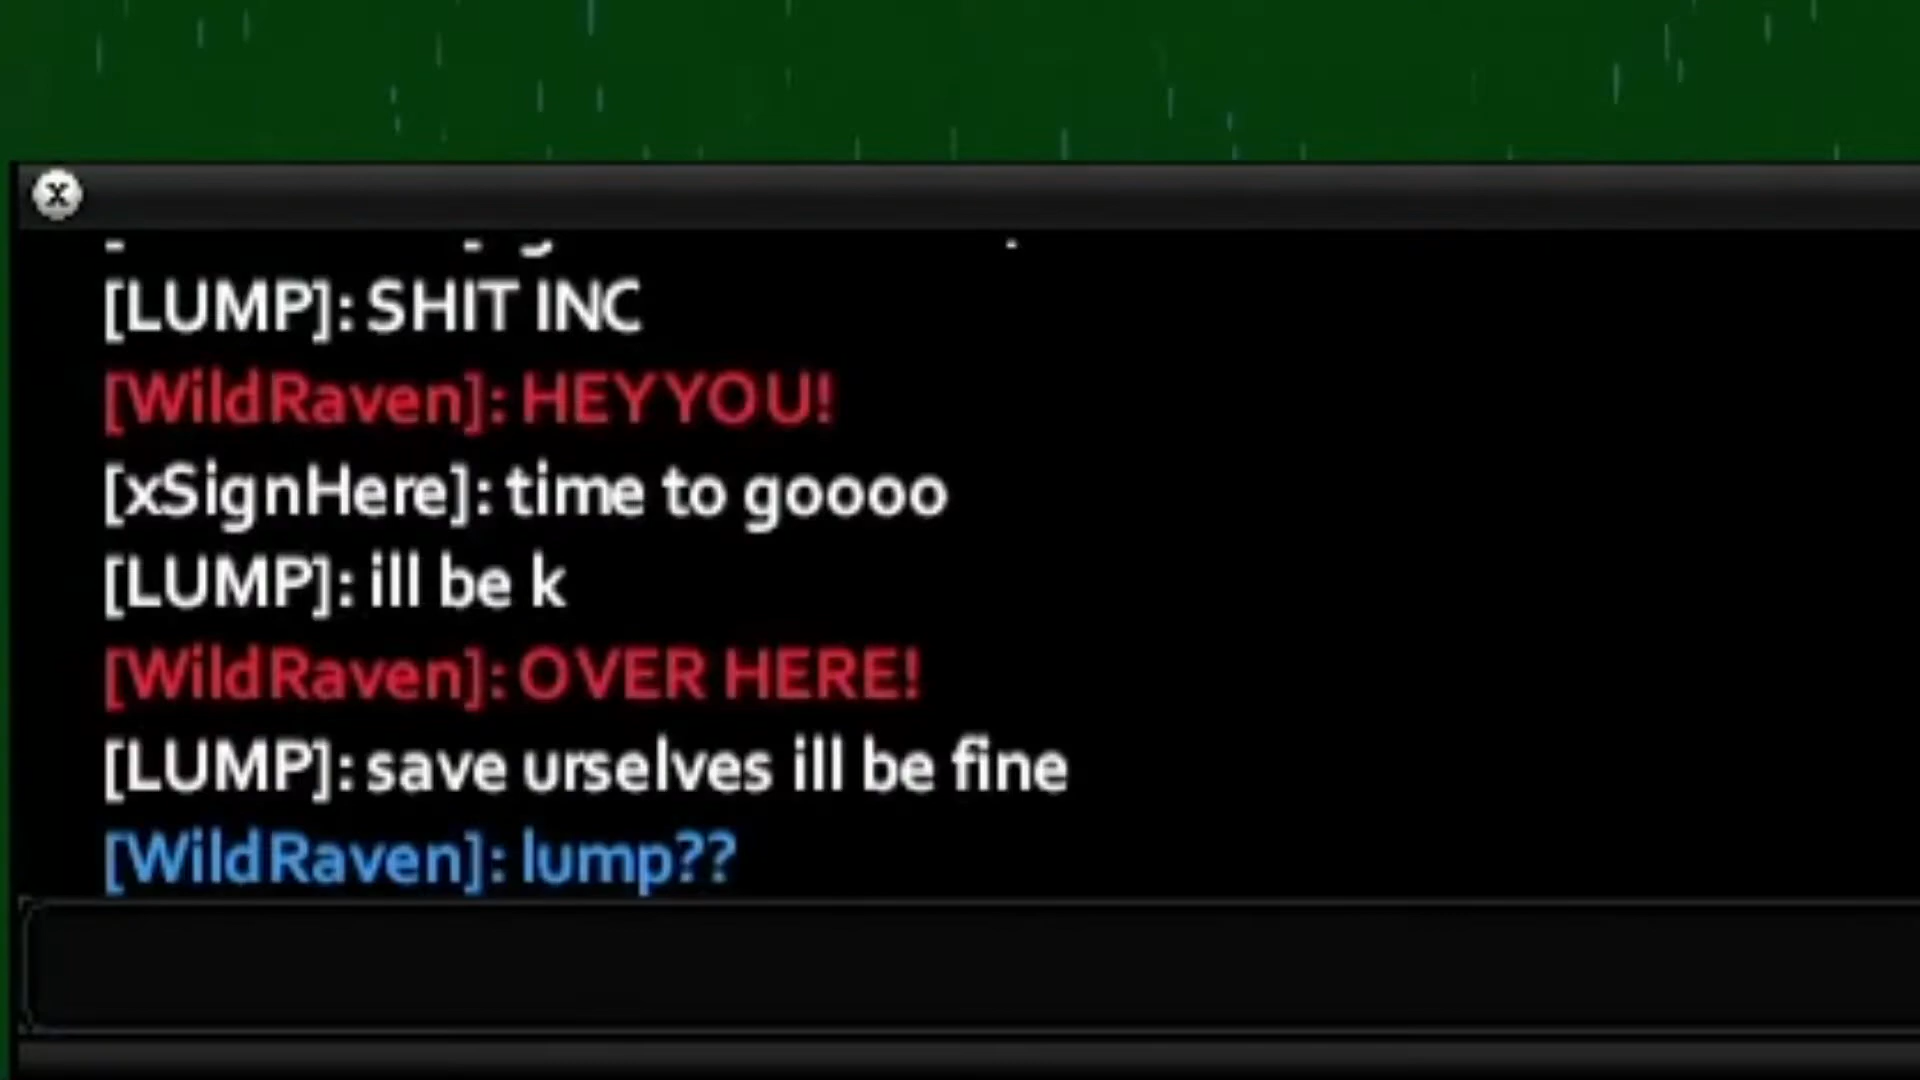 x
[LUMP]: SHIT INC
[WildRaven]: HEY YOU!
[xSignHere]: time to goooo
[LUMP]: ill be k
[WildRaven]: OVER HERE!
[LUMP]: save urselves ill be fine
[WildRaven]: lump??